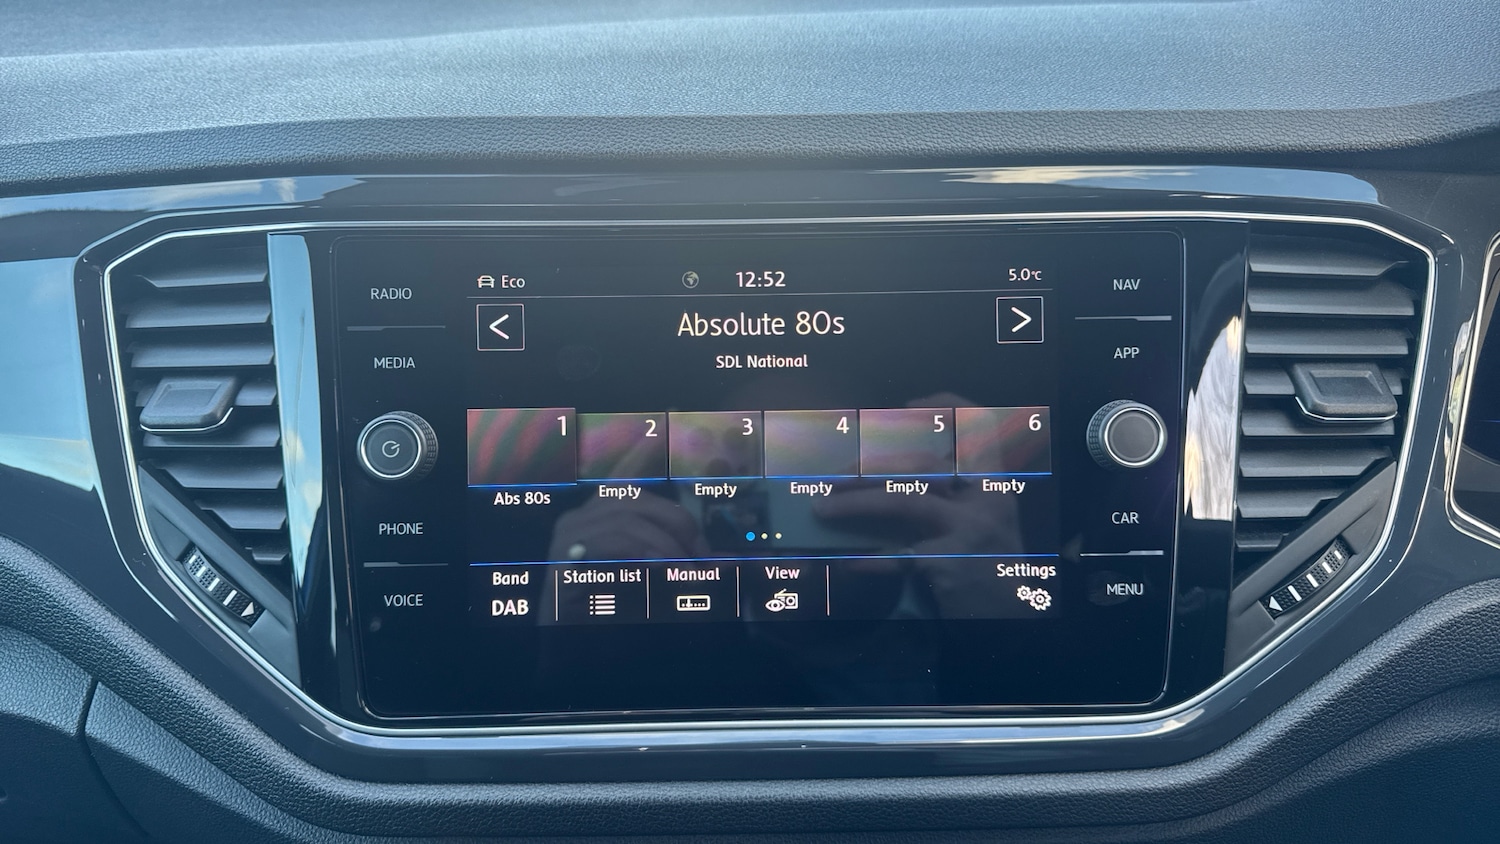 RADIO
MEDIA
PHONE
VOICE
Eco
12:52
5.0°C
<
Absolute 80s
>
SDL National
1
2
3
4
5
6
Abs 80s
Empty
Empty
Empty
Empty
Empty
Band
DAB
Station list
Manual
View
Settings
NAV
APP
CAR
MENU